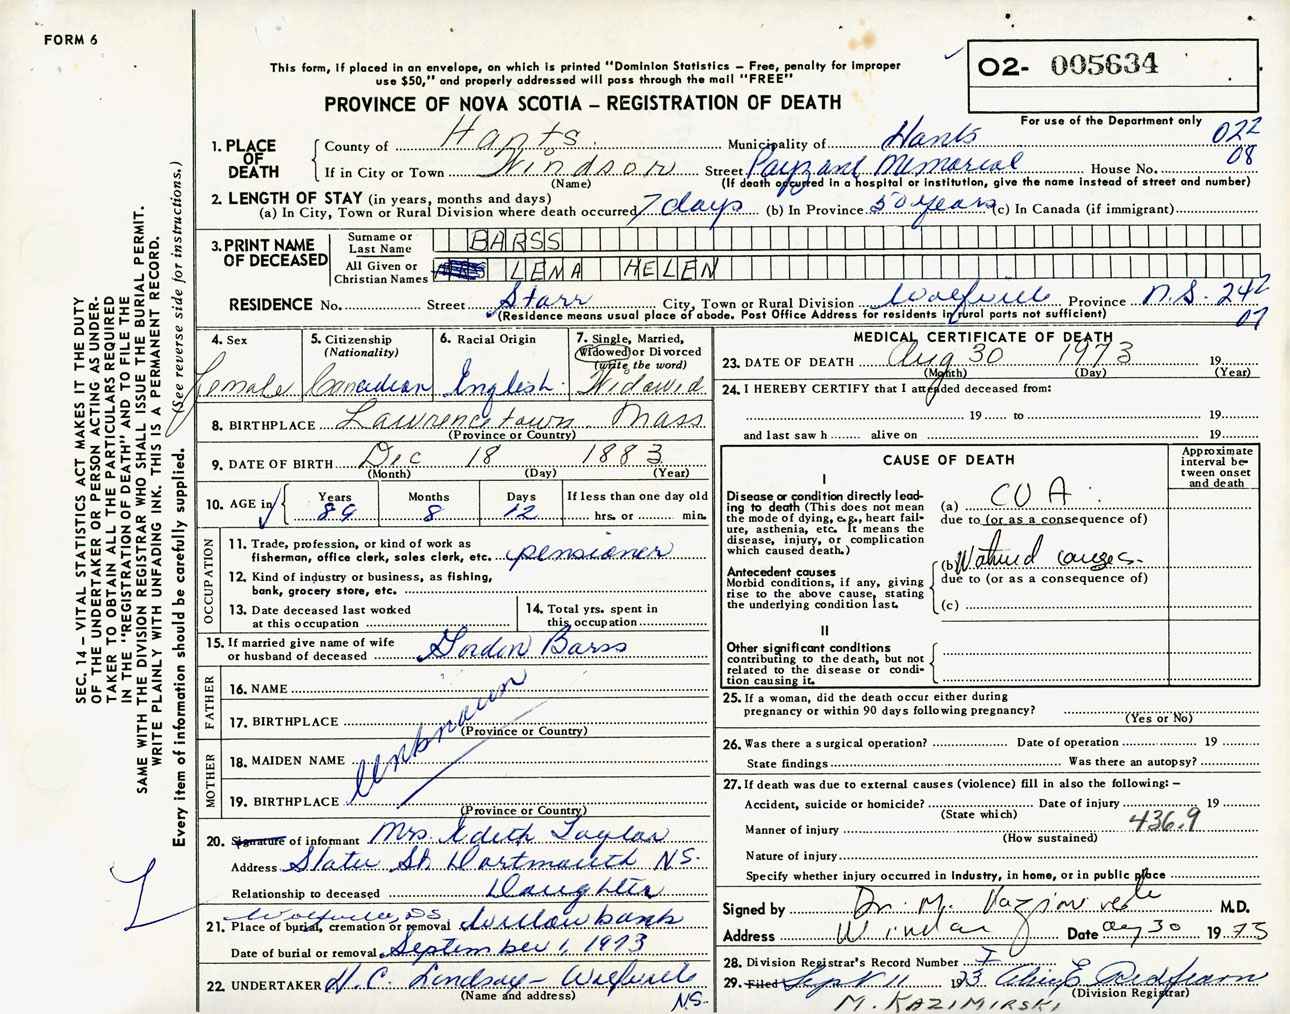 FORM 6
This form, if placed in an envelope, on which is printed "Dominion Statistics – Free, penalty for improper
use $50," and properly addressed will pass through the mail "FREE"
PROVINCE OF NOVA SCOTIA – REGISTRATION OF DEATH
O2- 005634
For use of the Department only
022
08
1. PLACE OF DEATH
County of Hants Municipality of Hants
If in City or Town Windsor Street Payzant Memorial House No.
(Name) (If death occurred in a hospital or institution, give the name instead of street and number)
2. LENGTH OF STAY (in years, months and days)
(a) In City, Town or Rural Division where death occurred 7 days (b) In Province 50 years (c) In Canada (if immigrant)
3. PRINT NAME OF DECEASED
Surname or Last Name BARSS
All Given or Christian Names MRS LENA HELEN
RESIDENCE No. Street Starr City, Town or Rural Division Wolfville Province N.S. 242
07
(Residence means usual place of abode. Post Office Address for residents in rural parts not sufficient)
4. Sex
Female
5. Citizenship
(Nationality)
Canadian
6. Racial Origin
English
7. Single, Married,
Widowed or Divorced
(write the word)
Widowed
8. BIRTHPLACE Lawrencetown Mass
(Province or Country)
9. DATE OF BIRTH Dec 18 1883
(Month) (Day) (Year)
10. AGE in
Years Months Days If less than one day old
89 8 12 hrs. or min.
OCCUPATION
11. Trade, profession, or kind of work as
fisherman, office clerk, sales clerk, etc. pensioner
12. Kind of industry or business, as fishing,
bank, grocery store, etc.
13. Date deceased last worked
at this occupation
14. Total yrs. spent in
this occupation
15. If married give name of wife
or husband of deceased Gordon Barss
FATHER
16. NAME
17. BIRTHPLACE
(Province or Country)
Unknown
MOTHER
18. MAIDEN NAME
19. BIRTHPLACE
(Province or Country)
20. Signature of informant Mrs. Edith Taylor
Address Slater St. Dartmouth N.S.
Relationship to deceased Daughter
Wolfville, NS
21. Place of burial, cremation or removal Willowbank
Date of burial or removal September 1, 1973
22. UNDERTAKER H. C. Lindsay – Wolfville
(Name and address) N.S.
MEDICAL CERTIFICATE OF DEATH
23. DATE OF DEATH Aug 30 1973 19
(Month) (Day) (Year)
24. I HEREBY CERTIFY that I attended deceased from:
19 to 19
and last saw h alive on 19
CAUSE OF DEATH
Approximate
interval be-
tween onset
and death
I
Disease or condition directly lead-
ing to death (This does not mean
the mode of dying, e.g., heart fail-
ure, asthenia, etc. It means the
disease, injury, or complication
which caused death.)
(a) CVA
due to (or as a consequence of)
Antecedent causes
Morbid conditions, if any, giving
rise to the above cause, stating
the underlying condition last.
(b) Natural causes.
due to (or as a consequence of)
(c)
II
Other significant conditions
contributing to the death, but not
related to the disease or condi-
tion causing it.
25. If a woman, did the death occur either during
pregnancy or within 90 days following pregnancy?
(Yes or No)
26. Was there a surgical operation? Date of operation 19
State findings Was there an autopsy?
27. If death was due to external causes (violence) fill in also the following: –
Accident, suicide or homicide? Date of injury 19
(State which)
436.9
Manner of injury
(How sustained)
Nature of injury
Specify whether injury occurred in industry, in home, or in public place
Signed by Dr. M. Kazimirski M.D.
Address Windsor Date Aug 30 1973
28. Division Registrar's Record Number
29. Filed Sept 11 1973 E. Redfearn
(Division Registrar)
M. KAZIMIRSKI
SEC. 14 – VITAL STATISTICS ACT MAKES IT THE DUTY
OF THE UNDERTAKER OR PERSON ACTING AS UNDER-
TAKER TO OBTAIN ALL THE PARTICULARS REQUIRED
IN THE "REGISTRATION OF DEATH" AND TO FILE THE
SAME WITH THE DIVISION REGISTRAR WHO SHALL ISSUE THE BURIAL PERMIT.
WRITE PLAINLY WITH UNFADING INK. THIS IS A PERMANENT RECORD.
Every item of information should be carefully supplied. (See reverse side for instructions.)